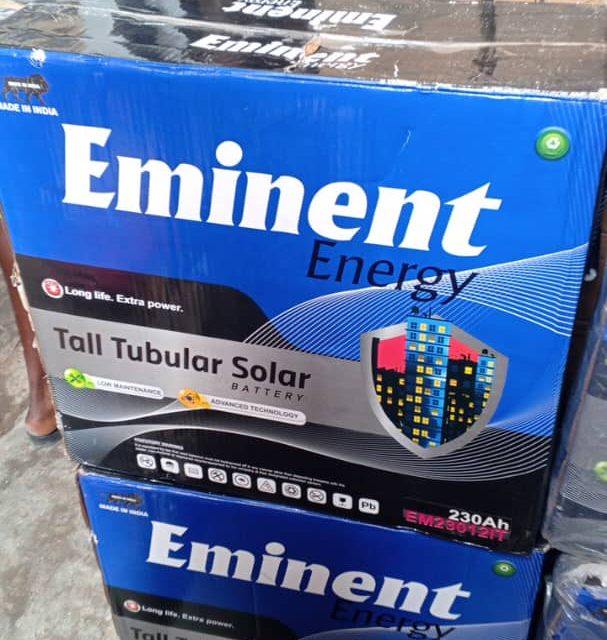 Eminent
Eminent
MADE IN INDIA
Eminent
Energy
Long life. Extra power.
Tall Tubular Solar
BATTERY
LOW MAINTENANCE
ADVANCED TECHNOLOGY
Pb
230Ah
EM23012IT
MADE IN INDIA
Eminent
Energy
Long life. Extra power.
Tall T